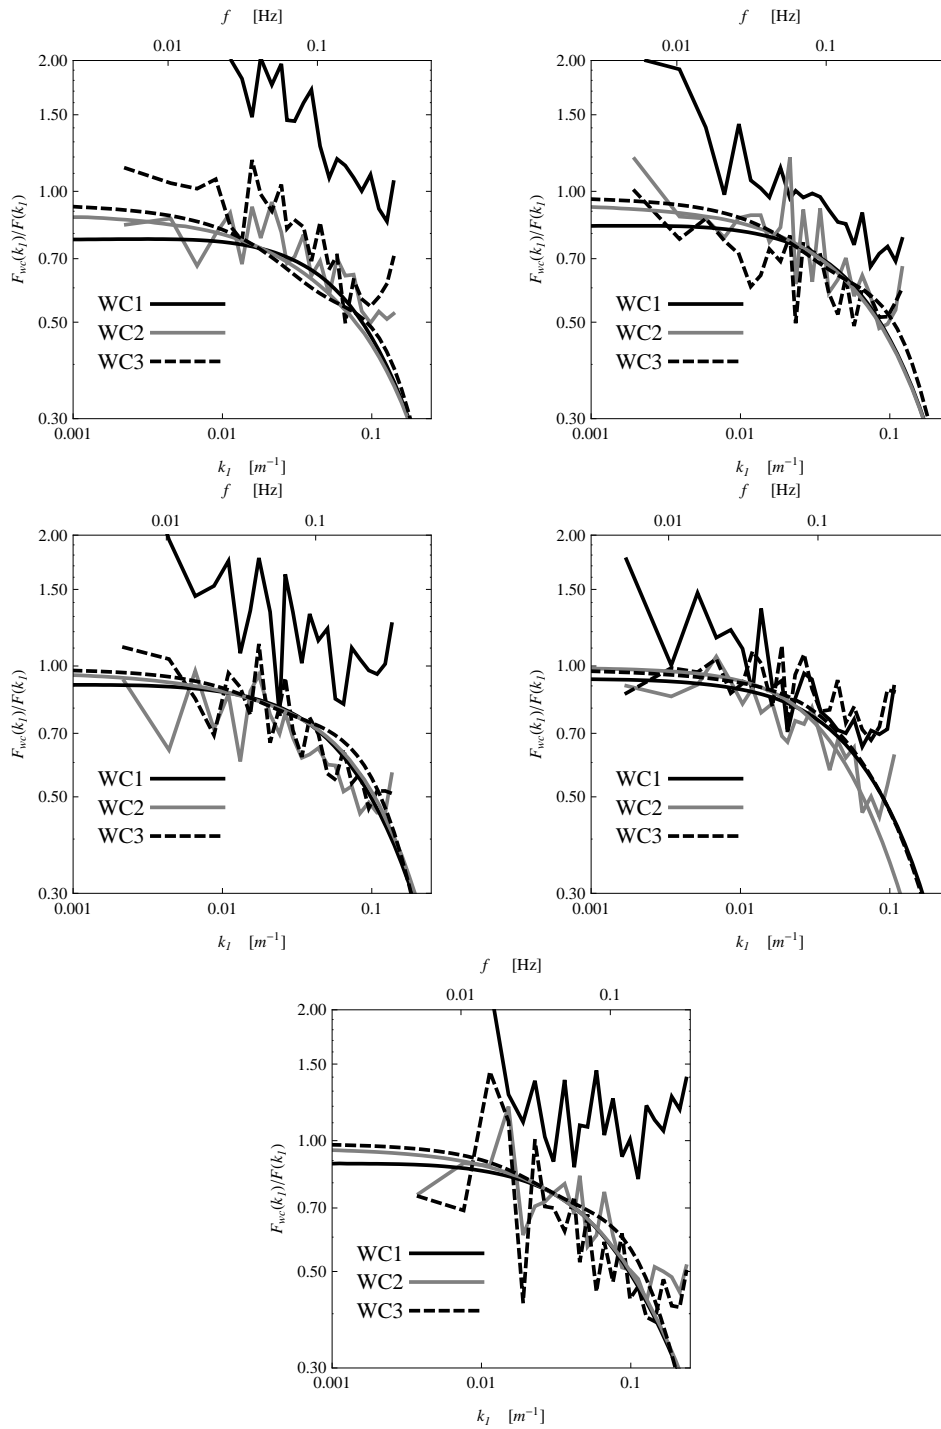 f [Hz]
0.01 0.1
2.00
1.50
1.00
0.70
0.50
0.30
F_wc(k_1)/F(k_1)
WC1
WC2
WC3
0.001 0.01 0.1
k_1 [m^-1]
f [Hz]
0.01 0.1
2.00
1.50
1.00
0.70
0.50
0.30
F_wc(k_1)/F(k_1)
WC1
WC2
WC3
0.001 0.01 0.1
k_1 [m^-1]
f [Hz]
0.01 0.1
2.00
1.50
1.00
0.70
0.50
0.30
F_wc(k_1)/F(k_1)
WC1
WC2
WC3
0.001 0.01 0.1
k_1 [m^-1]
f [Hz]
0.01 0.1
2.00
1.50
1.00
0.70
0.50
0.30
F_wc(k_1)/F(k_1)
WC1
WC2
WC3
0.001 0.01 0.1
k_1 [m^-1]
f [Hz]
0.01 0.1
2.00
1.50
1.00
0.70
0.50
0.30
F_wc(k_1)/F(k_1)
WC1
WC2
WC3
0.001 0.01 0.1
k_1 [m^-1]